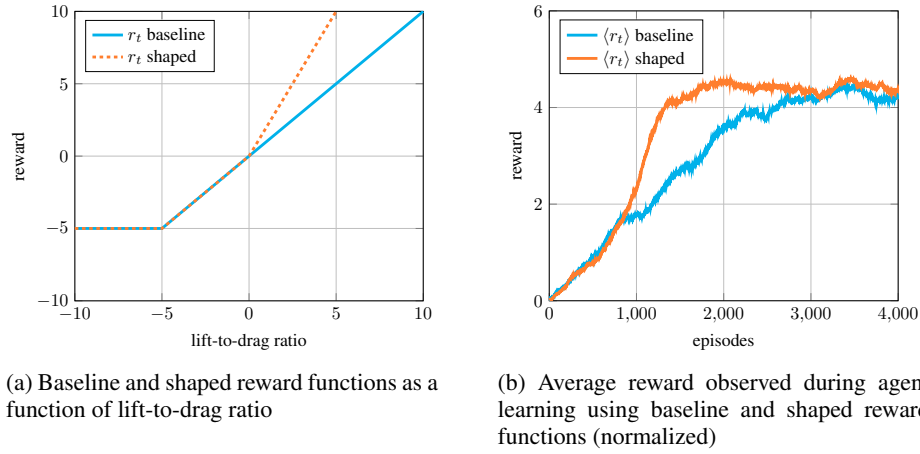 10
5
0
−5
−10
−10
−5
0
5
10
reward
lift-to-drag ratio
r_t baseline
r_t shaped
(a) Baseline and shaped reward functions as a
function of lift-to-drag ratio
6
4
2
0
0
1,000
2,000
3,000
4,000
reward
episodes
⟨r_t⟩ baseline
⟨r_t⟩ shaped
(b) Average reward observed during agen
learning using baseline and shaped rewar
functions (normalized)